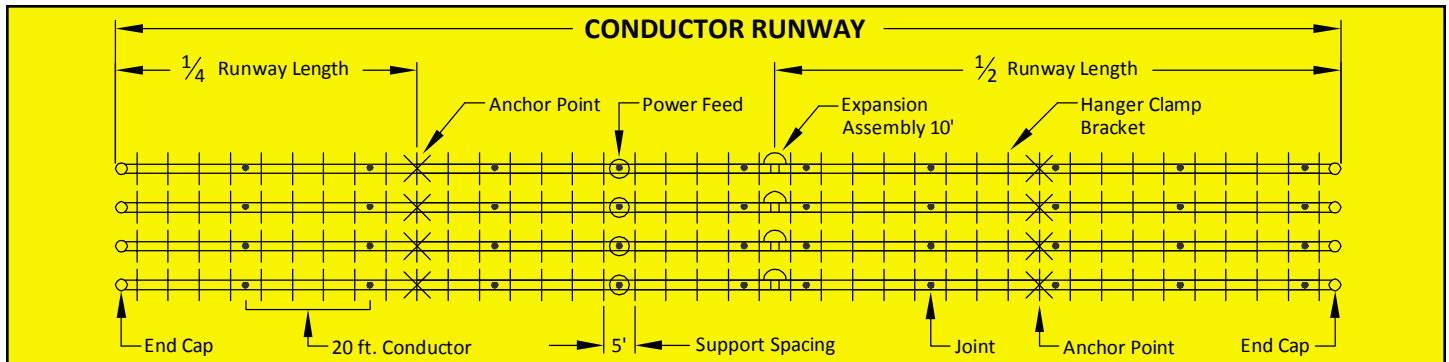 CONDUCTOR RUNWAY
1/4 Runway Length
1/2 Runway Length
Anchor Point
Power Feed
Expansion
Assembly 10'
Hanger Clamp
Bracket
End Cap
20 ft. Conductor
5'
Support Spacing
Joint
Anchor Point
End Cap